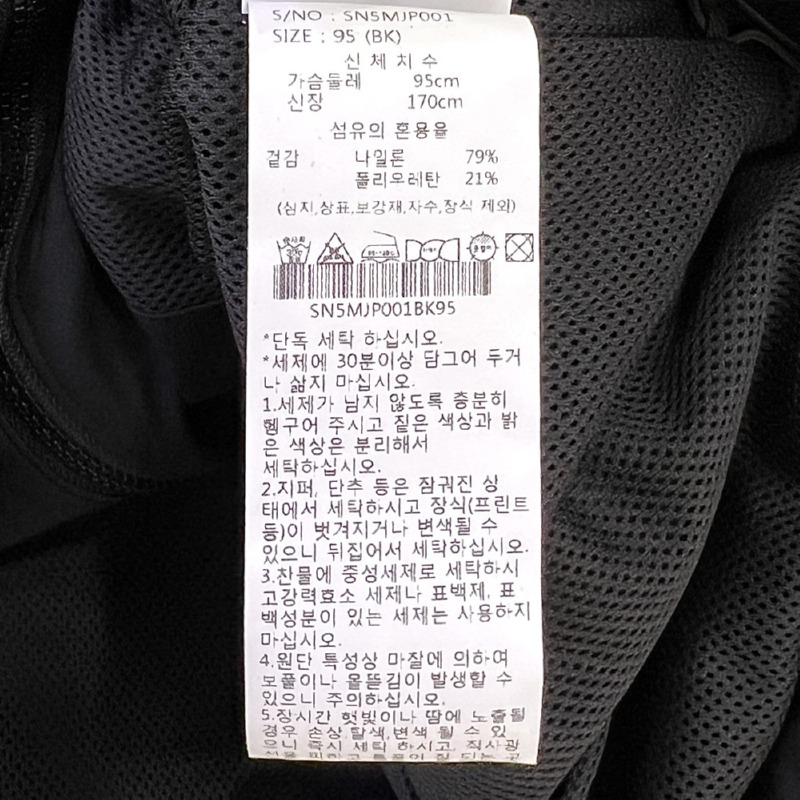 S/NO : SN5MJP001
SIZE : 95 (BK)
신 체 치 수
가슴둘레 95cm
신장 170cm
섬유의 혼용율
겉감 나일론 79%
폴리우레탄 21%
(심지,상표,보강재,자수,장식 제외)
SN5MJP001BK95
*단독 세탁 하십시오.
*세제에 30분이상 담그어 두거
나 삶지 마십시오.
1.세제가 남지 않도록 충분히
헹구어 주시고 짙은 색상과 밝
은 색상은 분리해서
세탁하십시오.
2.지퍼, 단추 등은 잠궈진 상
태에서 세탁하시고 장식(프린트
등)이 벗겨지거나 변색될 수
있으니 뒤집어서 세탁하십시오.
3.찬물에 중성세제로 세탁하시
고강력효소 세제나 표백제, 표
백성분이 있는 세제는 사용하지
마십시오.
4.원단 특성상 마찰에 의하여
보풀이나 올뜯김이 발생할 수
있으니 주의하십시오.
5.장시간 햇빛이나 땀에 노출될
경우 손상,탈색,변색 될 수 있
으니 즉시 세탁 하시고, 직사광